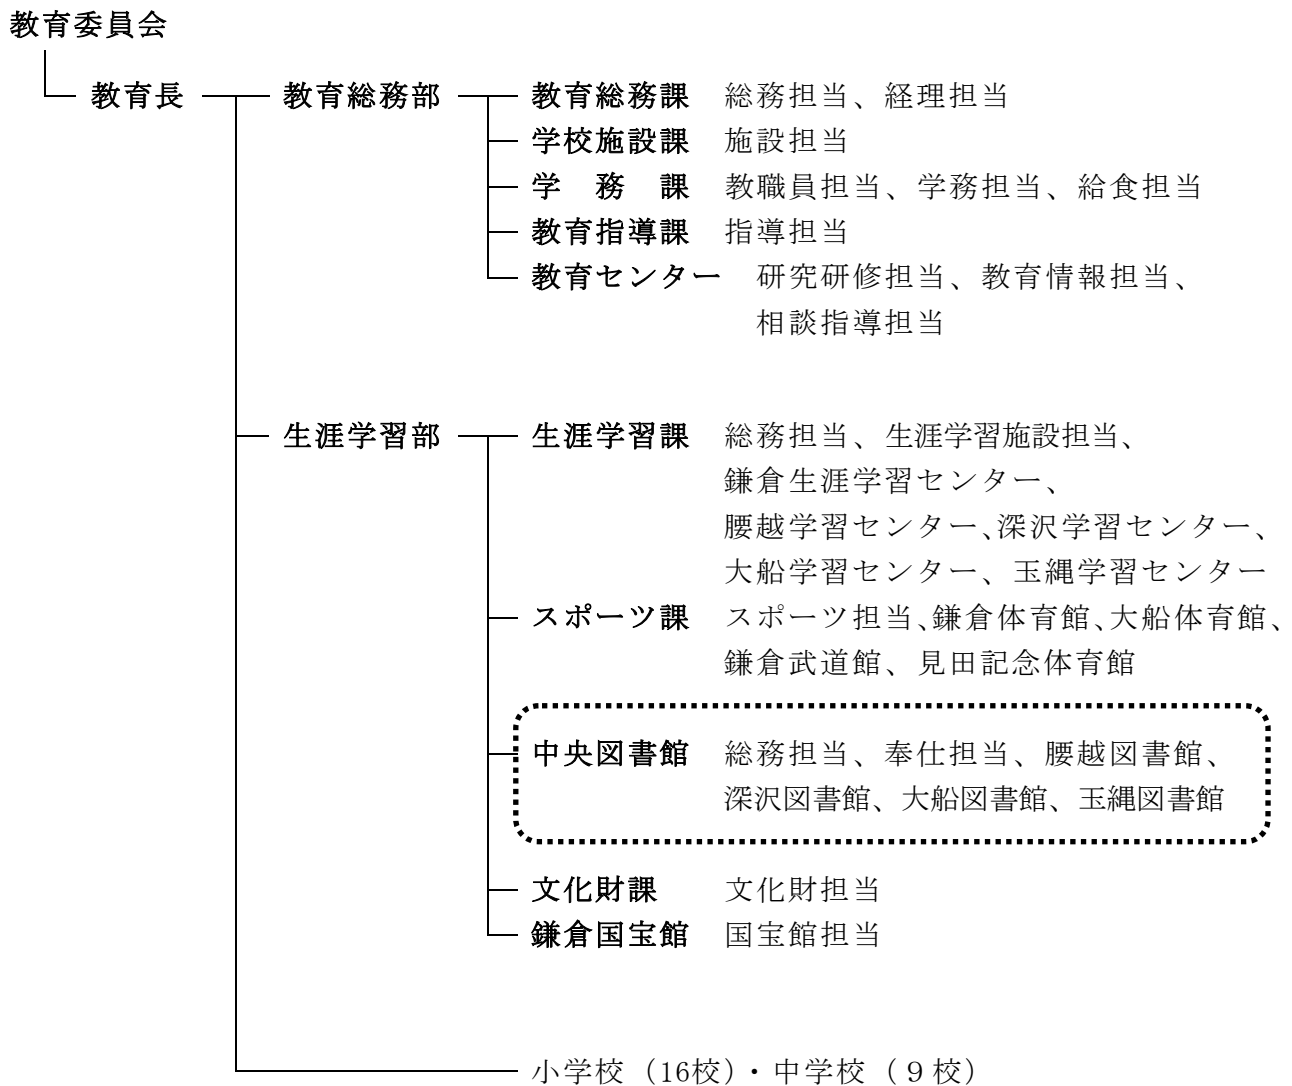 教育委員会
教育長 教育総務部 教育総務課 総務担当、経理担当
学校施設課 施設担当
学 務 課 教職員担当、学務担当、給食担当
教育指導課 指導担当
教育センター 研究研修担当、教育情報担当、
相談指導担当
生涯学習部 生涯学習課 総務担当、生涯学習施設担当、
鎌倉生涯学習センター、
腰越学習センター、深沢学習センター、
大船学習センター、玉縄学習センター
スポーツ課 スポーツ担当、鎌倉体育館、大船体育館、
鎌倉武道館、見田記念体育館
中央図書館 総務担当、奉仕担当、腰越図書館、
深沢図書館、大船図書館、玉縄図書館
文化財課 文化財担当
鎌倉国宝館 国宝館担当
小学校（16校）・中学校（９校）